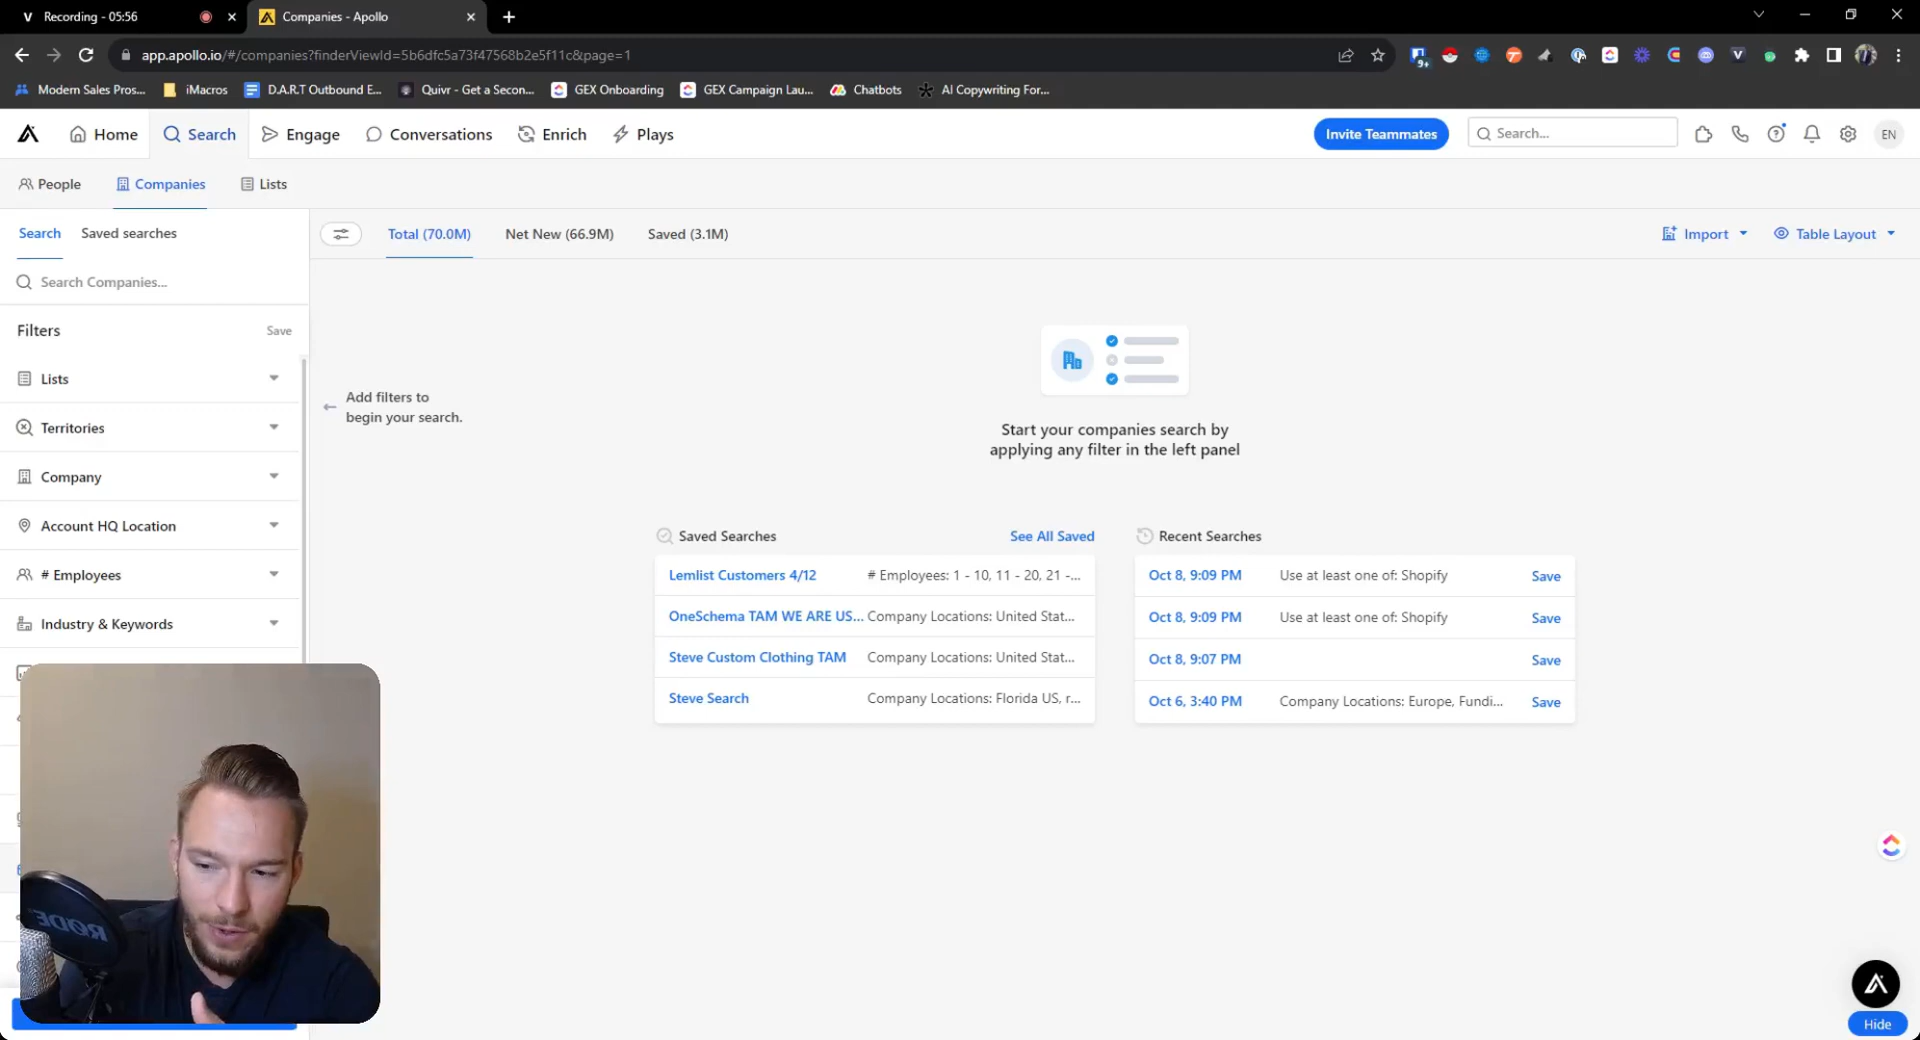 Recording - 05:56
Companies - Apollo
app.apollo.io/#/companies?finderViewId=5b6dfc5a73f47568b2e5f11c&page=1
9+
Modern Sales Pros...
iMacros
D.A.R.T Outbound E...
Quivr - Get a Secon...
GEX Onboarding
GEX Campaign Lau...
Chatbots
AI Copywriting For...
Home
Search
Engage
Conversations
Enrich
Plays
Invite Teammates
Search...
EN
People
Companies
Lists
Search
Saved searches
Total (70.0M)
Net New (66.9M)
Saved (3.1M)
Import
Table Layout
Search Companies...
Filters
Save
Lists
Territories
Company
Account HQ Location
# Employees
Industry & Keywords
Add filters to
begin your search.
Start your companies search by
applying any filter in the left panel
Saved Searches
See All Saved
Lemlist Customers 4/12
# Employees: 1 - 10, 11 - 20, 21 -...
OneSchema TAM WE ARE US...
Company Locations: United Stat...
Steve Custom Clothing TAM
Company Locations: United Stat...
Steve Search
Company Locations: Florida US, r...
Recent Searches
Oct 8, 9:09 PM
Use at least one of: Shopify
Save
Oct 8, 9:09 PM
Use at least one of: Shopify
Save
Oct 8, 9:07 PM
Save
Oct 6, 3:40 PM
Company Locations: Europe, Fundi...
Save
RØDE
Hide